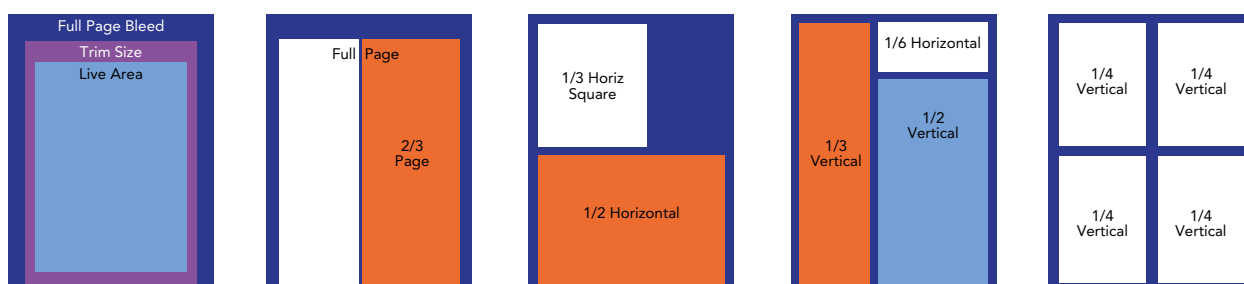 Full Page Bleed
Trim Size
Live Area
Full Page
2/3
Page
1/3 Horiz
Square
1/2 Horizontal
1/3
Vertical
1/6 Horizontal
1/2
Vertical
1/4
Vertical
1/4
Vertical
1/4
Vertical
1/4
Vertical